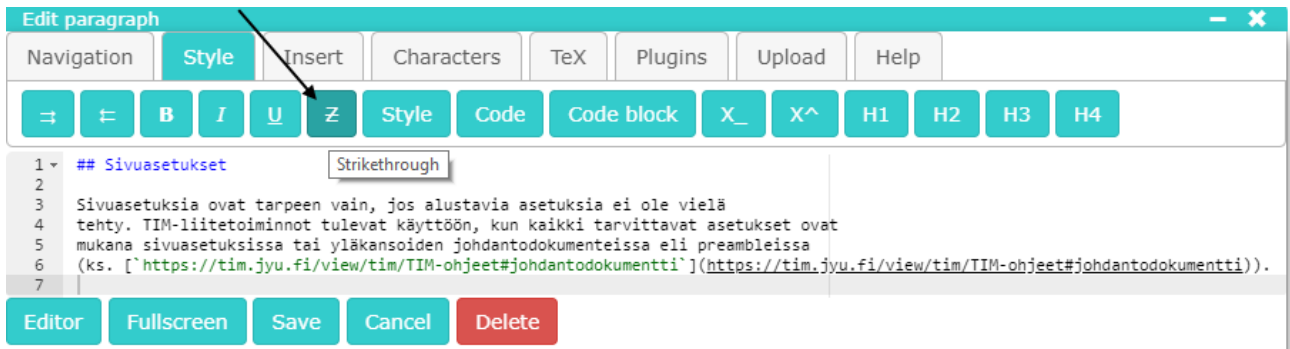 Edit paragraph
Navigation Style Insert Characters TeX Plugins Upload Help
B I U Z Style Code Code block X_ X^ H1 H2 H3 H4
Strikethrough
1 ## Sivuasetukset
2
3 Sivuasetuksia ovat tarpeen vain, jos alustavia asetuksia ei ole vielä
4 tehty. TIM-liitetoiminnot tulevat käyttöön, kun kaikki tarvittavat asetukset ovat
5 mukana sivuasetuksissa tai yläkansoiden johdantodokumenteissa eli preambleissa
6 (ks. [`https://tim.jyu.fi/view/tim/TIM-ohjeet#johdantodokumentti`](https://tim.jyu.fi/view/tim/TIM-ohjeet#johdantodokumentti)).
7
Editor Fullscreen Save Cancel Delete